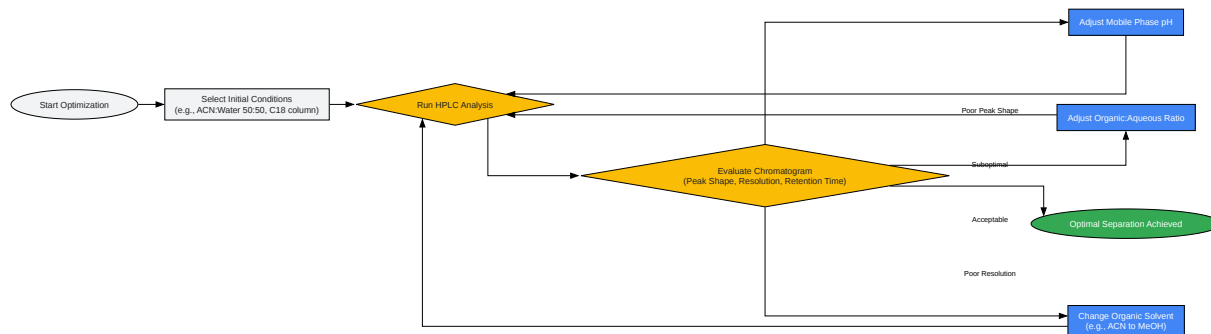 Adjust Mobile Phase pH
Start Optimization
Select Initial Conditions
(e.g., ACN:Water 50:50, C18 column)
Run HPLC Analysis
Poor Peak Shape
Adjust Organic:Aqueous Ratio
Suboptimal
Evaluate Chromatogram
(Peak Shape, Resolution, Retention Time)
Acceptable
Optimal Separation Achieved
Poor Resolution
Change Organic Solvent
(e.g., ACN to MeOH)